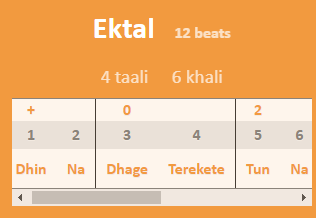 Ektal 12 beats
4 taali 6 khali
+ 0 2
1 2 3 4 5 6
Dhin Na Dhage Terekete Tun Na